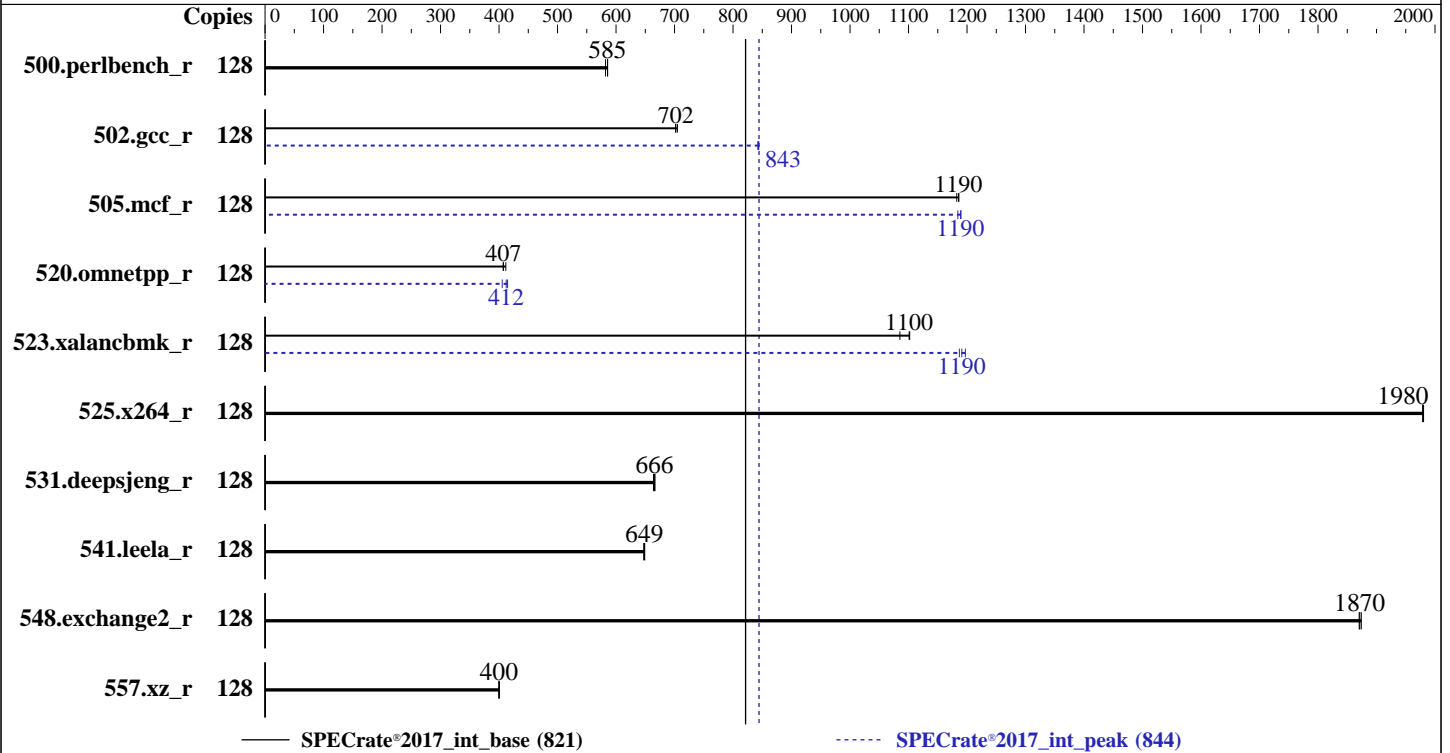 Copies 0 100 200 300 400 500 600 700 800 900 1000 1100 1200 1300 1400 1500 1600 1700 1800 2000
585
500.perlbench_r 128
702
502.gcc_r 128
843
1190
505.mcf_r 128
1190
407
520.omnetpp_r 128
412
1100
523.xalancbmk_r 128
1190
1980
525.x264_r 128
666
531.deepsjeng_r 128
649
541.leela_r 128
1870
548.exchange2_r 128
400
557.xz_r 128
SPECrate®2017_int_base (821) SPECrate®2017_int_peak (844)